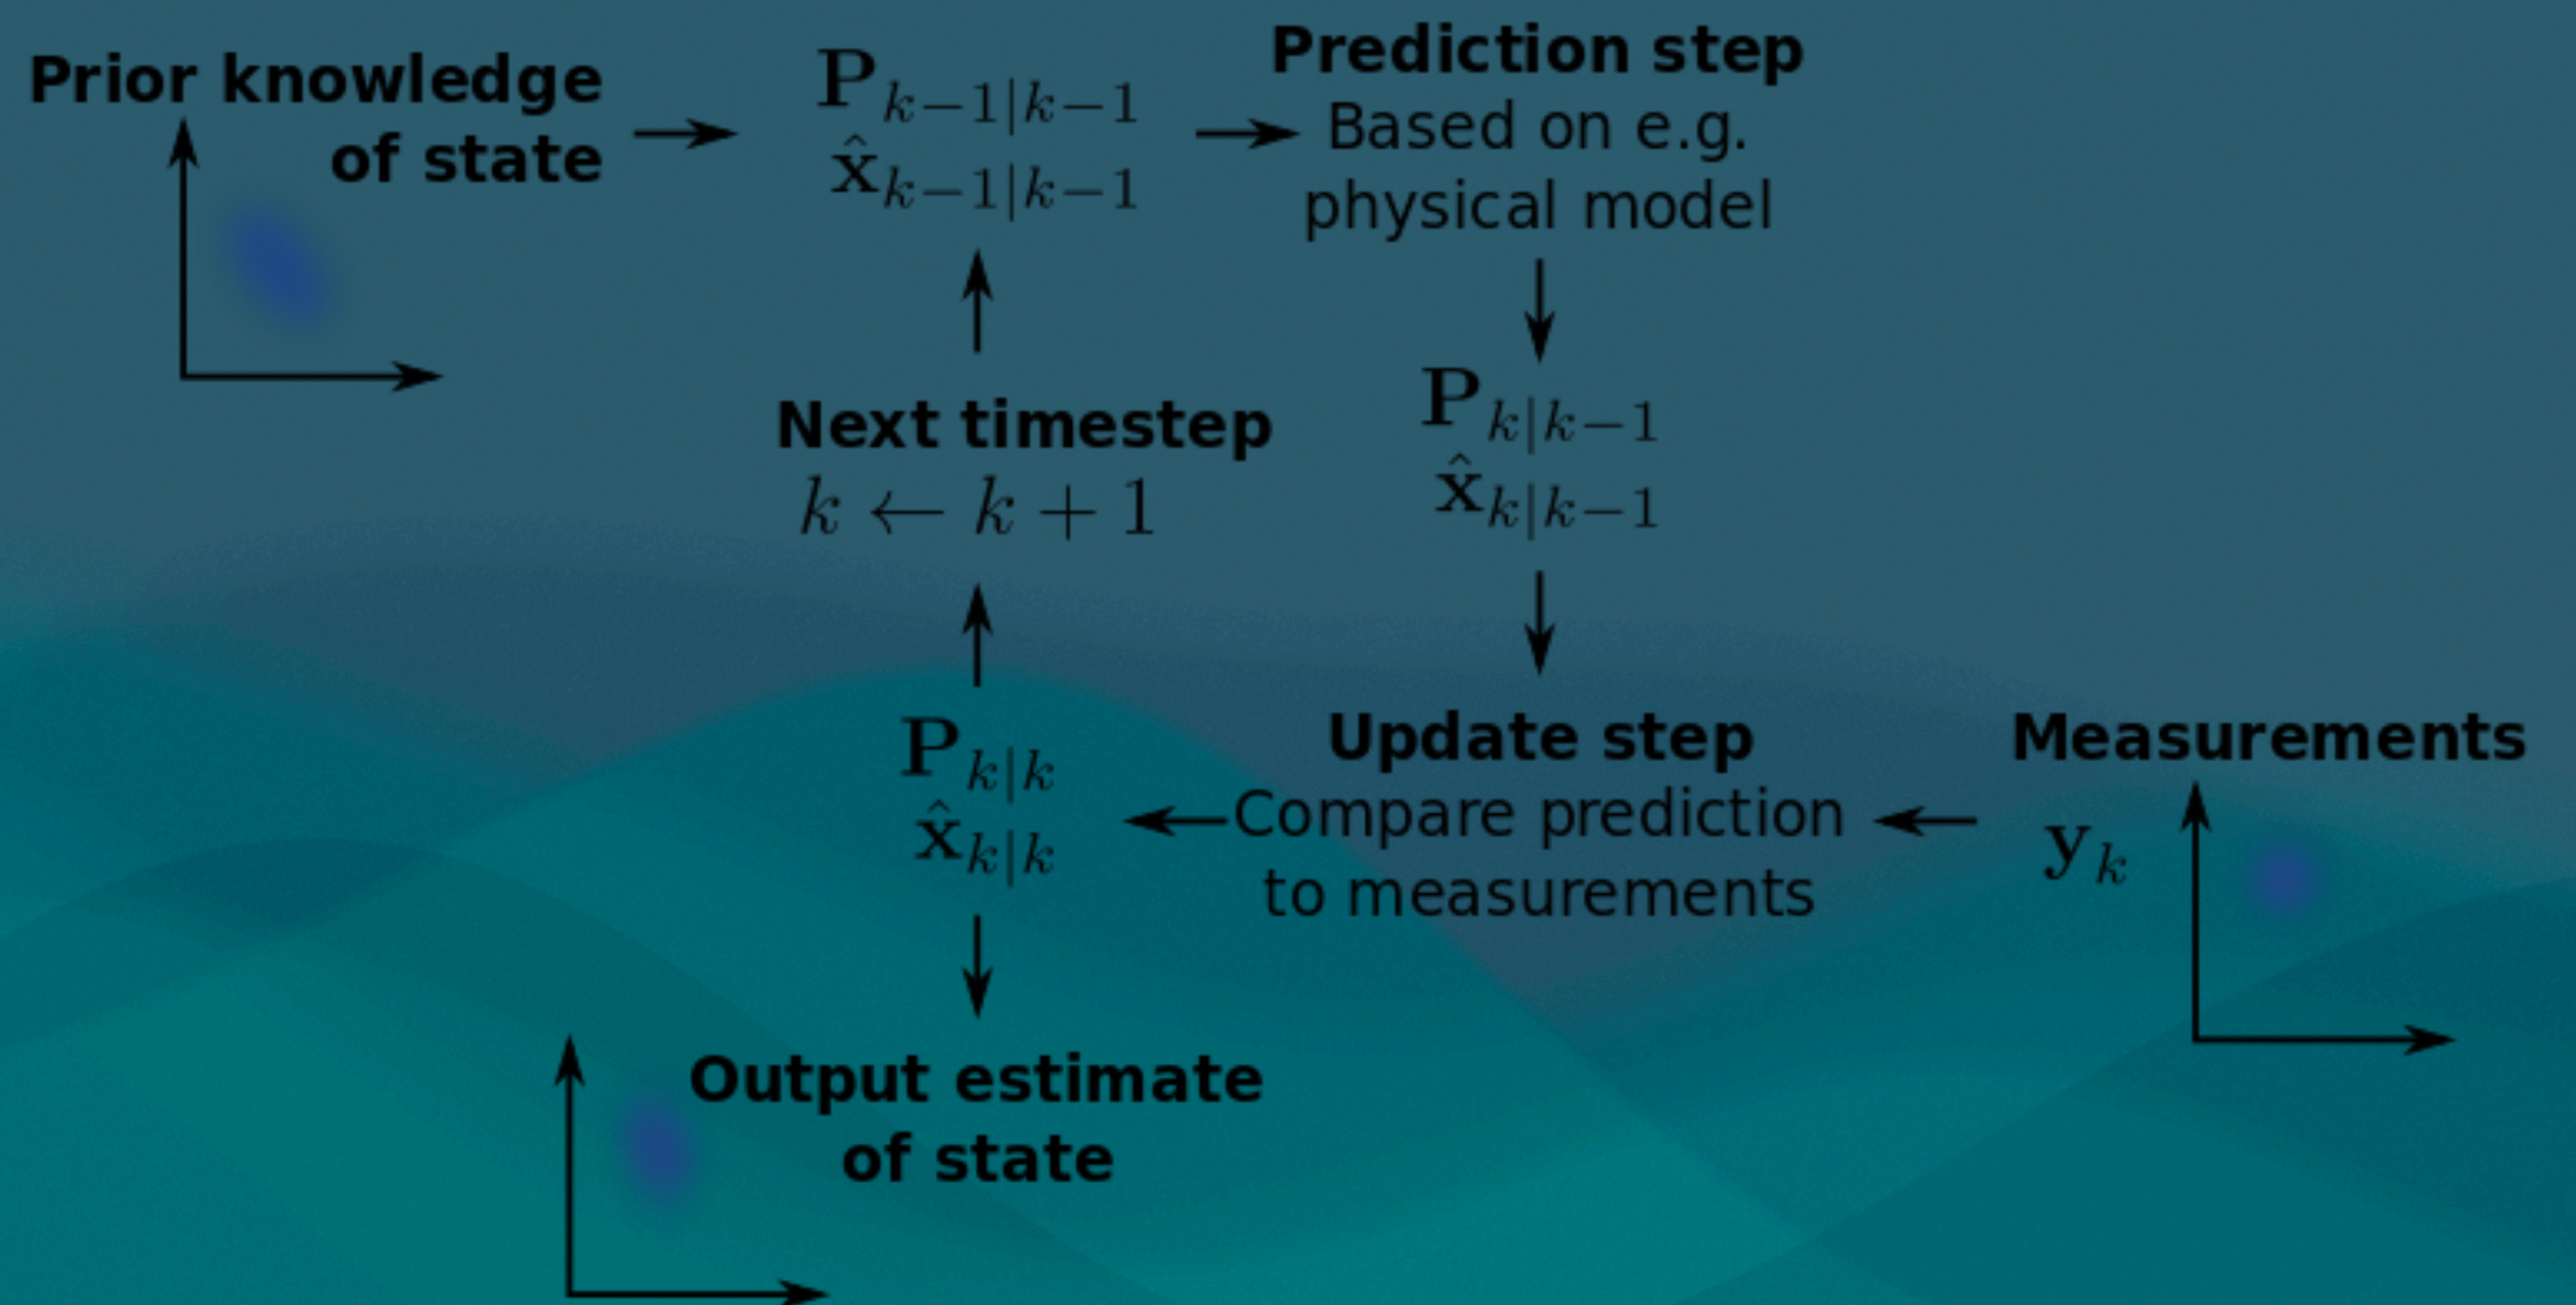 Prior knowledge
of state
P_{k−1|k−1}
x̂_{k−1|k−1}
Prediction step
Based on e.g.
physical model
P_{k|k−1}
x̂_{k|k−1}
Next timestep
k ← k + 1
Update step
Compare prediction
to measurements
Measurements
y_k
P_{k|k}
x̂_{k|k}
Output estimate
of state